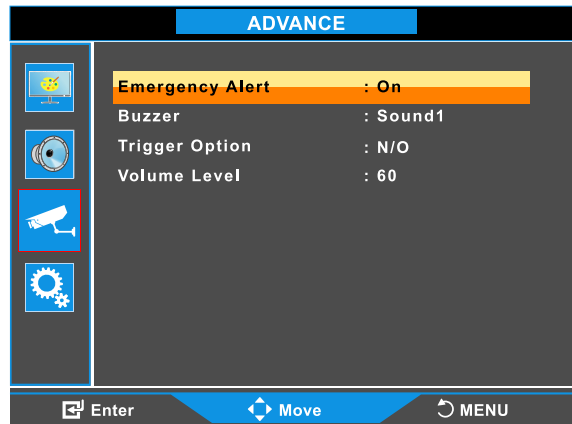 ADVANCE
Emergency Alert : On
Buzzer : Sound1
Trigger Option : N/O
Volume Level : 60
Enter Move MENU